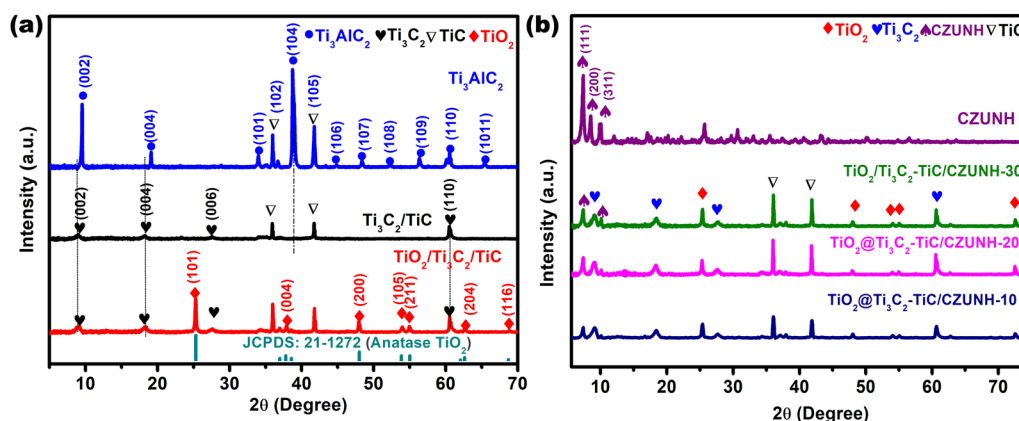 (a)
● Ti₃AlC₂ ♥ Ti₃C₂ ▽ TiC ◆ TiO₂
Ti₃AlC₂
(002)
(004)
(101)
(102)
(104)
(105)
(106)
(107)
(108)
(109)
(110)
(1011)
Ti₃C₂/TiC
(002)
(004)
(006)
(110)
TiO₂/Ti₃C₂/TiC
(101)
(004)
(200)
(105)
(211)
(204)
(116)
JCPDS: 21-1272 (Anatase TiO₂)
10 20 30 40 50 60 70
2θ (Degree)
Intensity (a.u.)
(b)
◆ TiO₂ ♥ Ti₃C₂ ♠ CZUNH ▽ TiC
(111)
(200)
(311)
CZUNH
TiO₂/Ti₃C₂-TiC/CZUNH-30
TiO₂@Ti₃C₂-TiC/CZUNH-20
TiO₂@Ti₃C₂-TiC/CZUNH-10
10 20 30 40 50 60 70
2θ (Degree)
Intensity (a.u.)